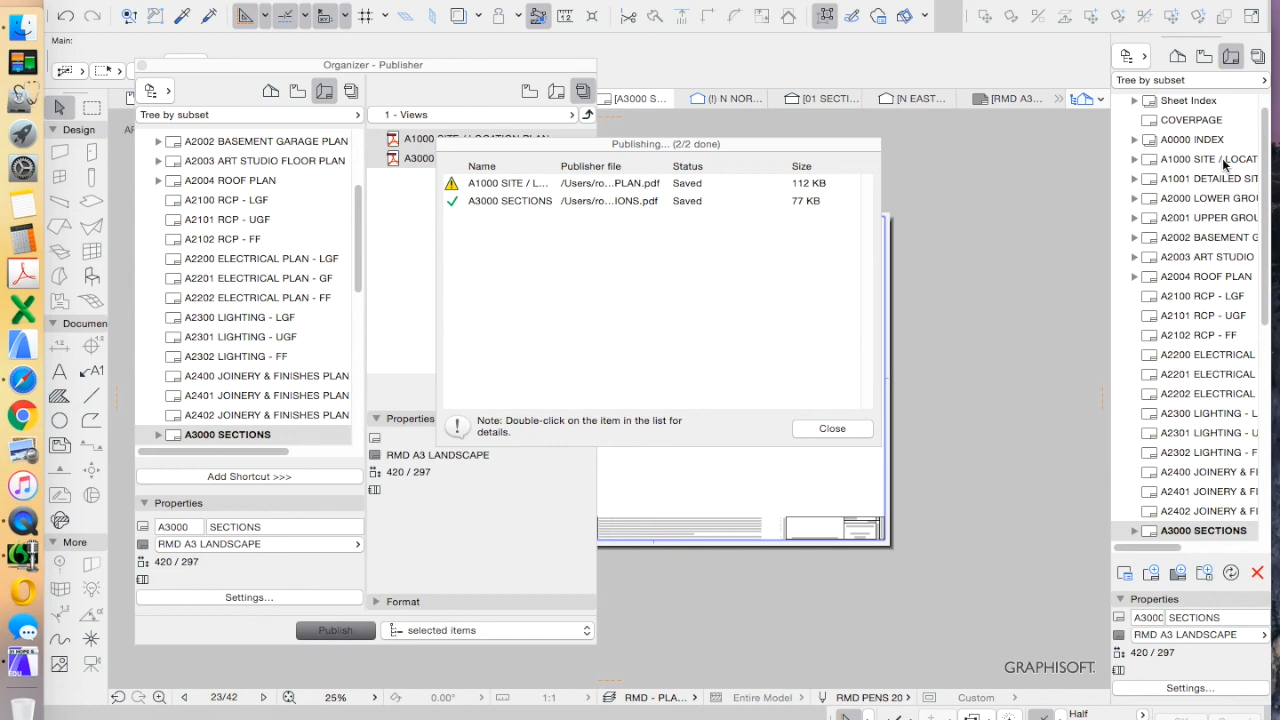 Main:
Organizer - Publisher
Tree by subset
1 - Views
A2002 BASEMENT GARAGE PLAN
A2003 ART STUDIO FLOOR PLAN
A2004 ROOF PLAN
A2100 RCP - LGF
A2101 RCP - UGF
A2102 RCP - FF
A2200 ELECTRICAL PLAN - LGF
A2201 ELECTRICAL PLAN - GF
A2202 ELECTRICAL PLAN - FF
A2300 LIGHTING - LGF
A2301 LIGHTING - UGF
A2302 LIGHTING - FF
A2400 JOINERY & FINISHES PLAN
A2401 JOINERY & FINISHES PLAN
A2402 JOINERY & FINISHES PLAN
A3000 SECTIONS
Add Shortcut >>>
Properties
A3000 SECTIONS
RMD A3 LANDSCAPE
420 / 297
Settings...
A1000 SITE / LOCATION PLAN
A3000
Properties
RMD A3 LANDSCAPE
420 / 297
Format
Publish
selected items
Publishing... (2/2 done)
Name Publisher file Status Size
A1000 SITE / L... /Users/ro...PLAN.pdf Saved 112 KB
A3000 SECTIONS /Users/ro...IONS.pdf Saved 77 KB
Note: Double-click on the item in the list for
details.
Close
[A3000 S... (!) N NOR... [01 SECTI... [N EAST... [RMD A3...
Design
Documen
More
Tree by subset
Sheet Index
COVERPAGE
A0000 INDEX
A1000 SITE / LOCAT
A1001 DETAILED SIT
A2000 LOWER GROU
A2001 UPPER GROU
A2002 BASEMENT G
A2003 ART STUDIO
A2004 ROOF PLAN
A2100 RCP - LGF
A2101 RCP - UGF
A2102 RCP - FF
A2200 ELECTRICAL
A2201 ELECTRICAL
A2202 ELECTRICAL
A2300 LIGHTING - L
A2301 LIGHTING - U
A2302 LIGHTING - F
A2400 JOINERY & FI
A2401 JOINERY & FI
A2402 JOINERY & FI
A3000 SECTIONS
Properties
A3000 SECTIONS
RMD A3 LANDSCAPE
420 / 297
Settings...
GRAPHISOFT.
23/42 25% 0.00° 1:1 RMD - PLA... Entire Model RMD PENS 20 Custom
Half